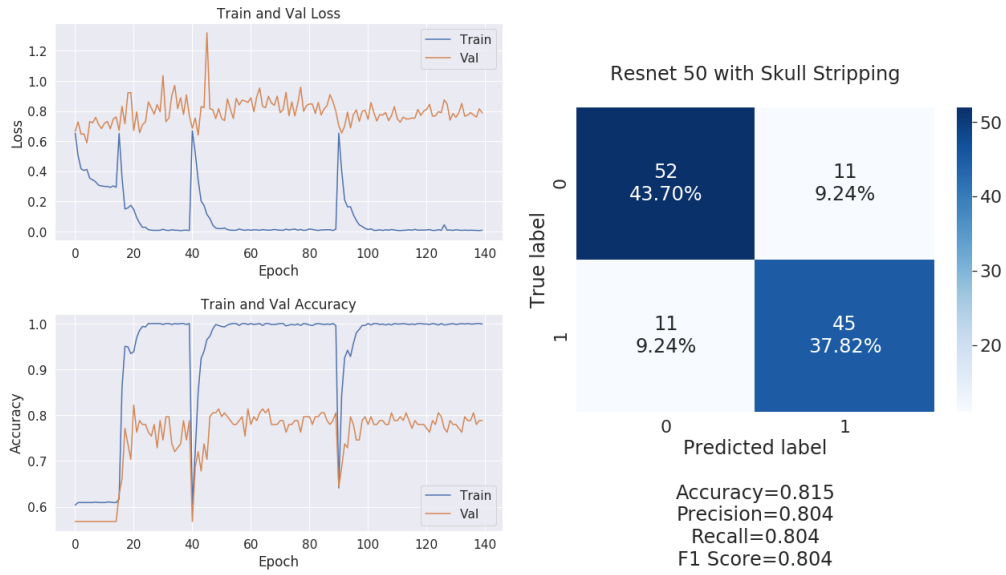 Train and Val Loss
Train
Val
1.2
1.0
0.8
0.6
0.4
0.2
0.0
Loss
0 20 40 60 80 100 120 140
Epoch
Train and Val Accuracy
1.0
0.9
0.8
0.7
0.6
Accuracy
Train
Val
0 20 40 60 80 100 120 140
Epoch
Resnet 50 with Skull Stripping
True label
0
1
52
43.70%
11
9.24%
11
9.24%
45
37.82%
0 1
Predicted label
50
40
30
20
Accuracy=0.815
Precision=0.804
Recall=0.804
F1 Score=0.804